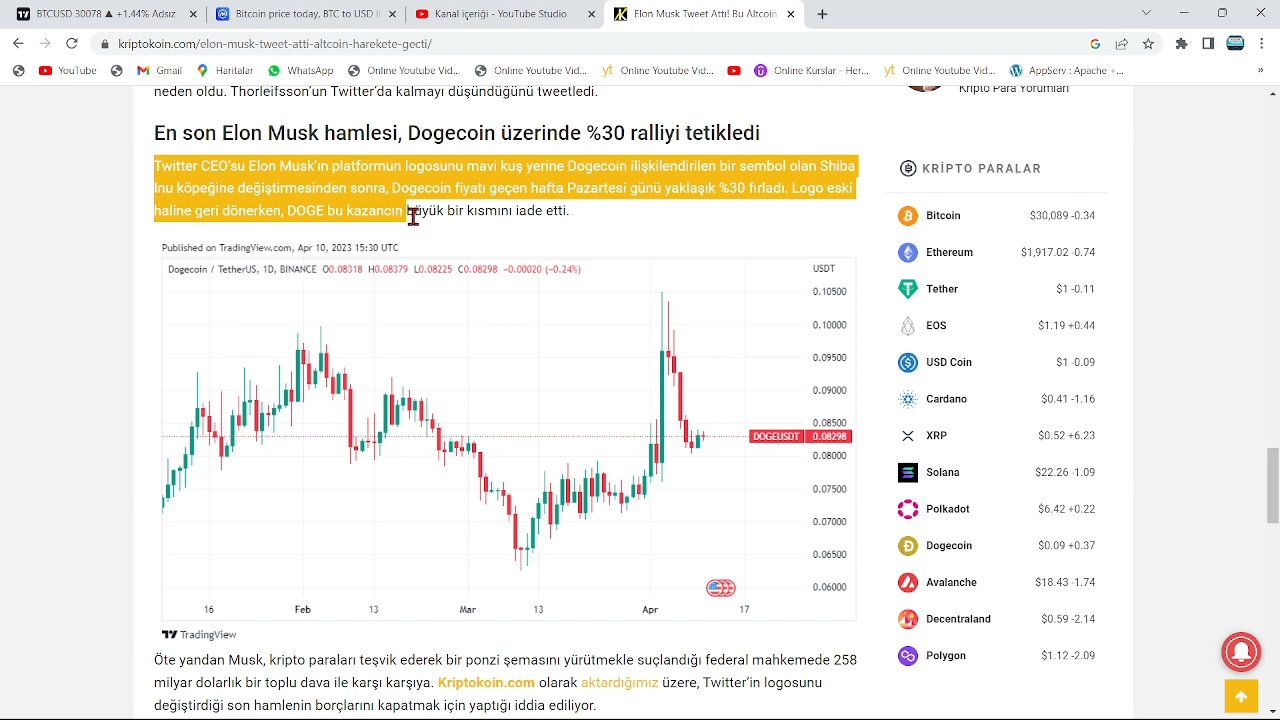 BTCUSD 30078 ▲ +1.44% AR
Bitcoin price today, BTC to USD li
Kanal içeriği - YouTube Studio
Elon Musk Tweet Attı! Bu Altcoin
kriptokoin.com/elon-musk-tweet-atti-altcoin-harekete-gecti/
YouTube
Gmail
Haritalar
WhatsApp
Online Youtube Vid...
Online Youtube Vid...
yt Online Youtube Vid...
Online Kurslar - Her...
yt Online Youtube Vid...
AppServ : Apache +...
»
neden oldu. Thorleifsson'un Twitter'da kalmayı düşündüğünü tweetledi.
En son Elon Musk hamlesi, Dogecoin üzerinde %30 ralliyi tetikledi
Twitter CEO'su Elon Musk'ın platformun logosunu mavi kuş yerine Dogecoin ilişkilendirilen bir sembol olan Shiba
Inu köpeğine değiştirmesinden sonra, Dogecoin fiyatı geçen hafta Pazartesi günü yaklaşık %30 fırladı. Logo eski
haline geri dönerken, DOGE bu kazancın büyük bir kısmını iade etti.
Published on TradingView.com, Apr 10, 2023 15:30 UTC
Dogecoin / TetherUS, 1D, BINANCE O0.08318 H0.08379 L0.08225 C0.08298 −0.00020 (−0.24%)
USDT
0.10500
0.10000
0.09500
0.09000
0.08500
DOGEUSDT 0.08298
0.08000
0.07500
0.07000
0.06500
0.06000
16 Feb 13 Mar 13 Apr 17
TradingView
Öte yandan Musk, kripto paraları teşvik ederek bir ponzi şemasını yürütmekle suçlandığı federal mahkemede 258
milyar dolarlık bir toplu dava ile karşı karşıya. Kriptokoin.com olarak aktardığımız üzere, Twitter'in logosunu
değiştirdiği son hamlenin borçlarını kapatmak için yaptığı iddia ediliyor.
Kripto Para Yorumları
KRİPTO PARALAR
Bitcoin $30,089 -0.34
Ethereum $1,917.02 -0.74
Tether $1 -0.11
EOS $1.19 +0.44
USD Coin $1 -0.09
Cardano $0.41 -1.16
XRP $0.52 +6.23
Solana $22.26 -1.09
Polkadot $6.42 +0.22
Dogecoin $0.09 +0.37
Avalanche $18.43 -1.74
Decentraland $0.59 -2.14
Polygon $1.12 -2.09